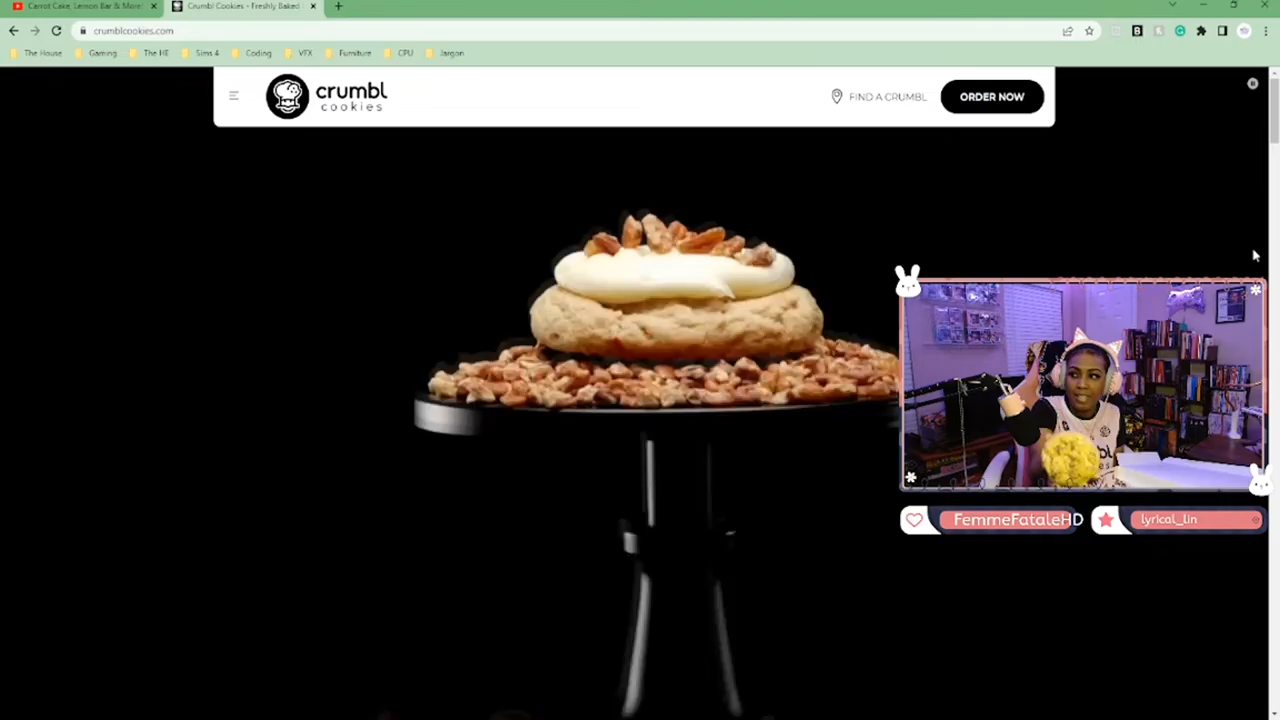 Carrot Cake, Lemon Bar & More!
Crumbl Cookies - Freshly Baked
crumblcookies.com
The House
Gaming
The HE
Sims 4
Coding
VFX
Furniture
CPU
Jargon
crumbl
cookies
FIND A CRUMBL
ORDER NOW
FemmeFataleHD
lyrical_lin